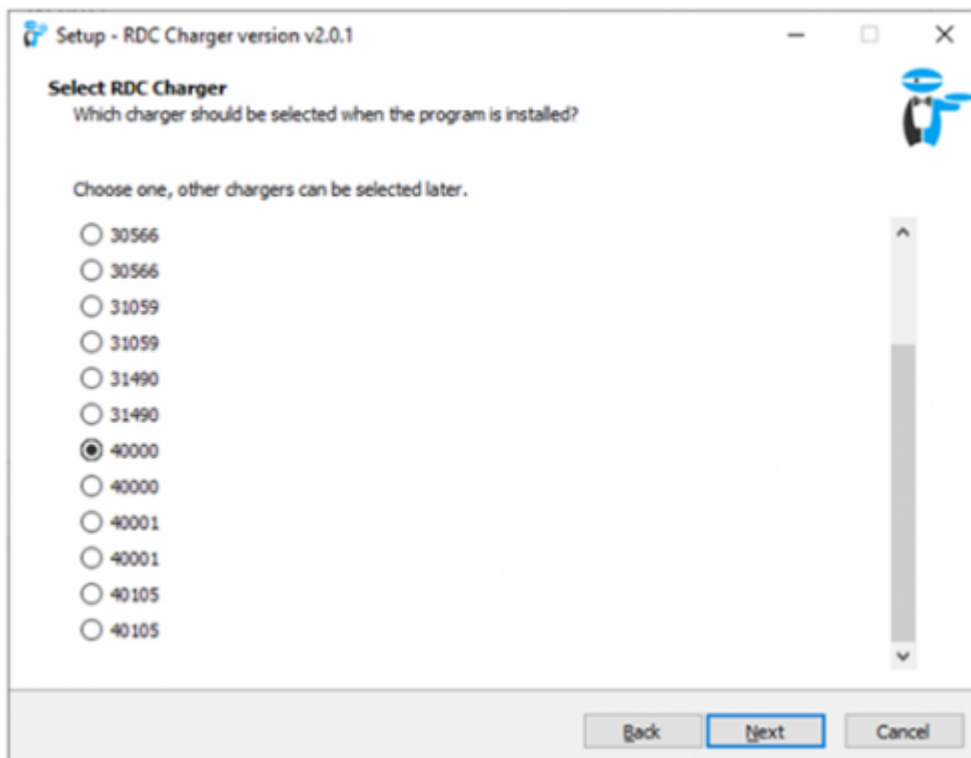 Setup - RDC Charger version v2.0.1
Select RDC Charger
Which charger should be selected when the program is installed?
Choose one, other chargers can be selected later.
30566
30566
31059
31059
31490
31490
40000
40000
40001
40001
40105
40105
Back Next Cancel